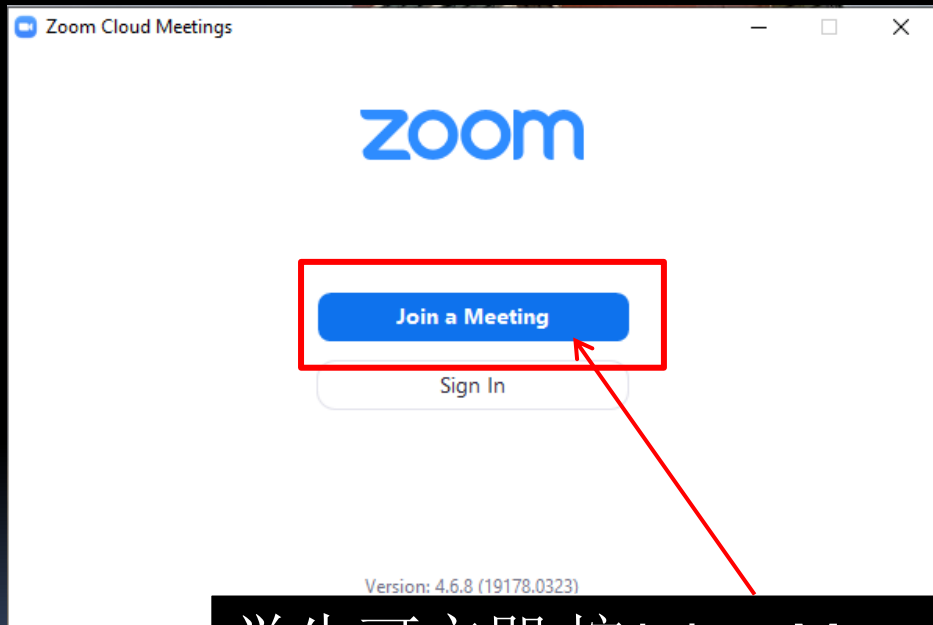 Zoom Cloud Meetings
zoom
Join a Meeting
Sign In
Version: 4.6.8 (19178.0323)